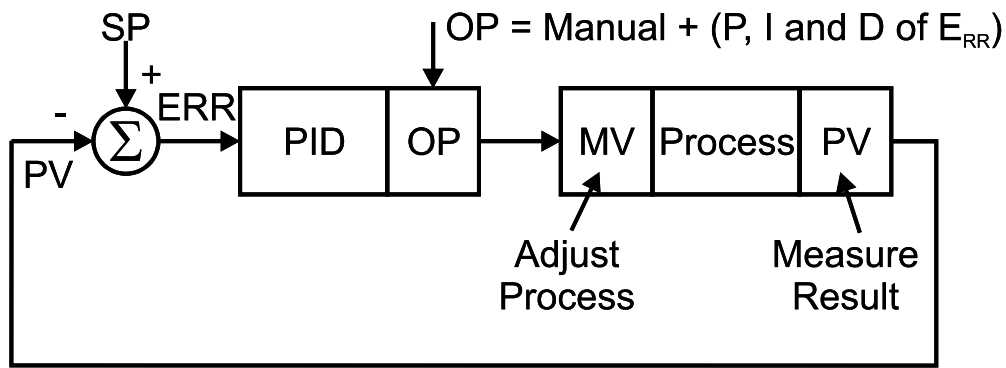 SP
OP = Manual + (P, I and D of ERR)
+
-
ERR
PV
Σ
PID
OP
MV
Process
PV
Adjust
Process
Measure
Result